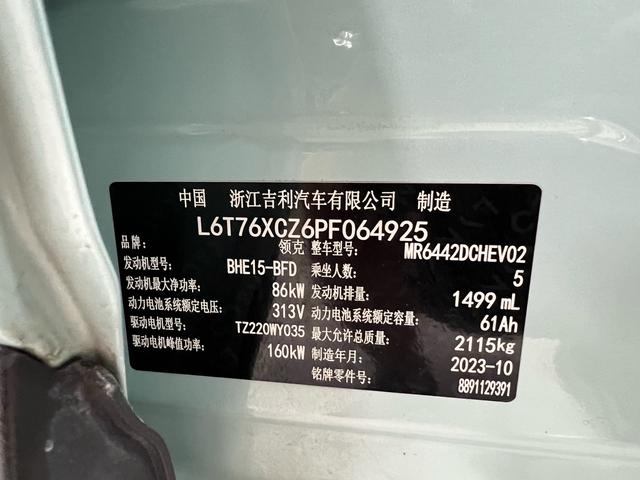 中国 浙江吉利汽车有限公司 制造
L6T76XCZ6PF064925
品牌: 领克 整车型号: MR6442DCHEV02
发动机型号: BHE15-BFD 乘坐人数: 5
发动机最大净功率: 86kW 发动机排量: 1499 mL
动力电池系统额定电压: 313V 动力电池系统额定容量: 61Ah
驱动电机型号: TZ220WY035 最大允许总质量: 2115kg
驱动电机峰值功率: 160kW 制造年月: 2023-10
铭牌零件号: 8891129391